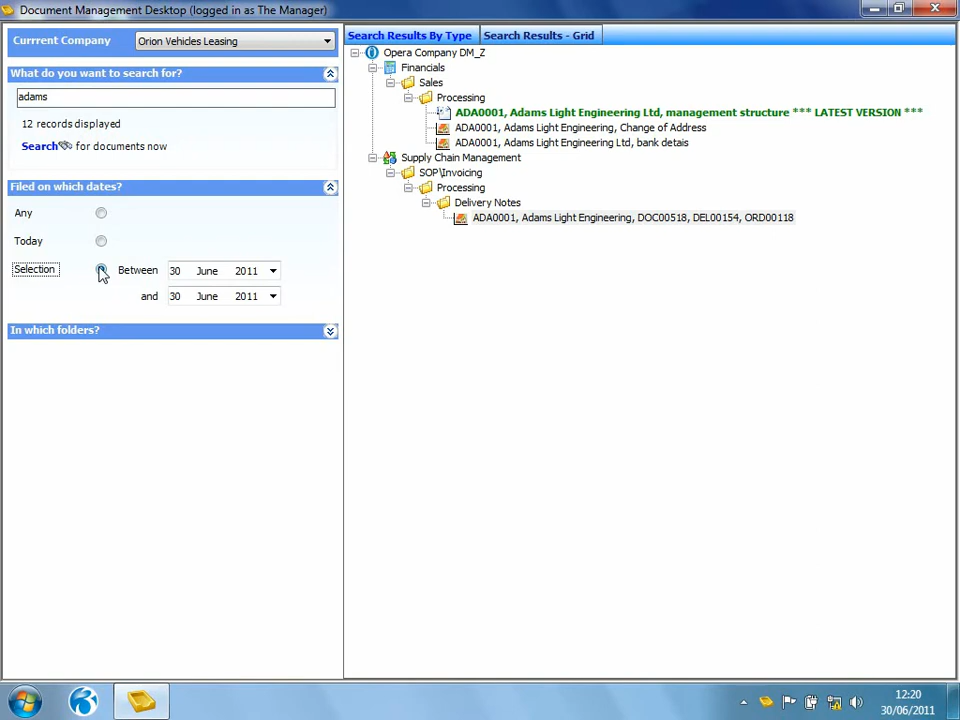 Document Management Desktop (logged in as The Manager)
Currrent Company
Orion Vehicles Leasing
What do you want to search for?
adams
12 records displayed
Search for documents now
Filed on which dates?
Any
Today
Selection
Between 30 June 2011
and 30 June 2011
In which folders?
Search Results By Type
Search Results - Grid
Opera Company DM_Z
Financials
Sales
Processing
ADA0001, Adams Light Engineering Ltd, management structure *** LATEST VERSION ***
ADA0001, Adams Light Engineering, Change of Address
ADA0001, Adams Light Engineering Ltd, bank detais
Supply Chain Management
SOP\Invoicing
Processing
Delivery Notes
ADA0001, Adams Light Engineering, DOC00518, DEL00154, ORD00118
12:20
30/06/2011